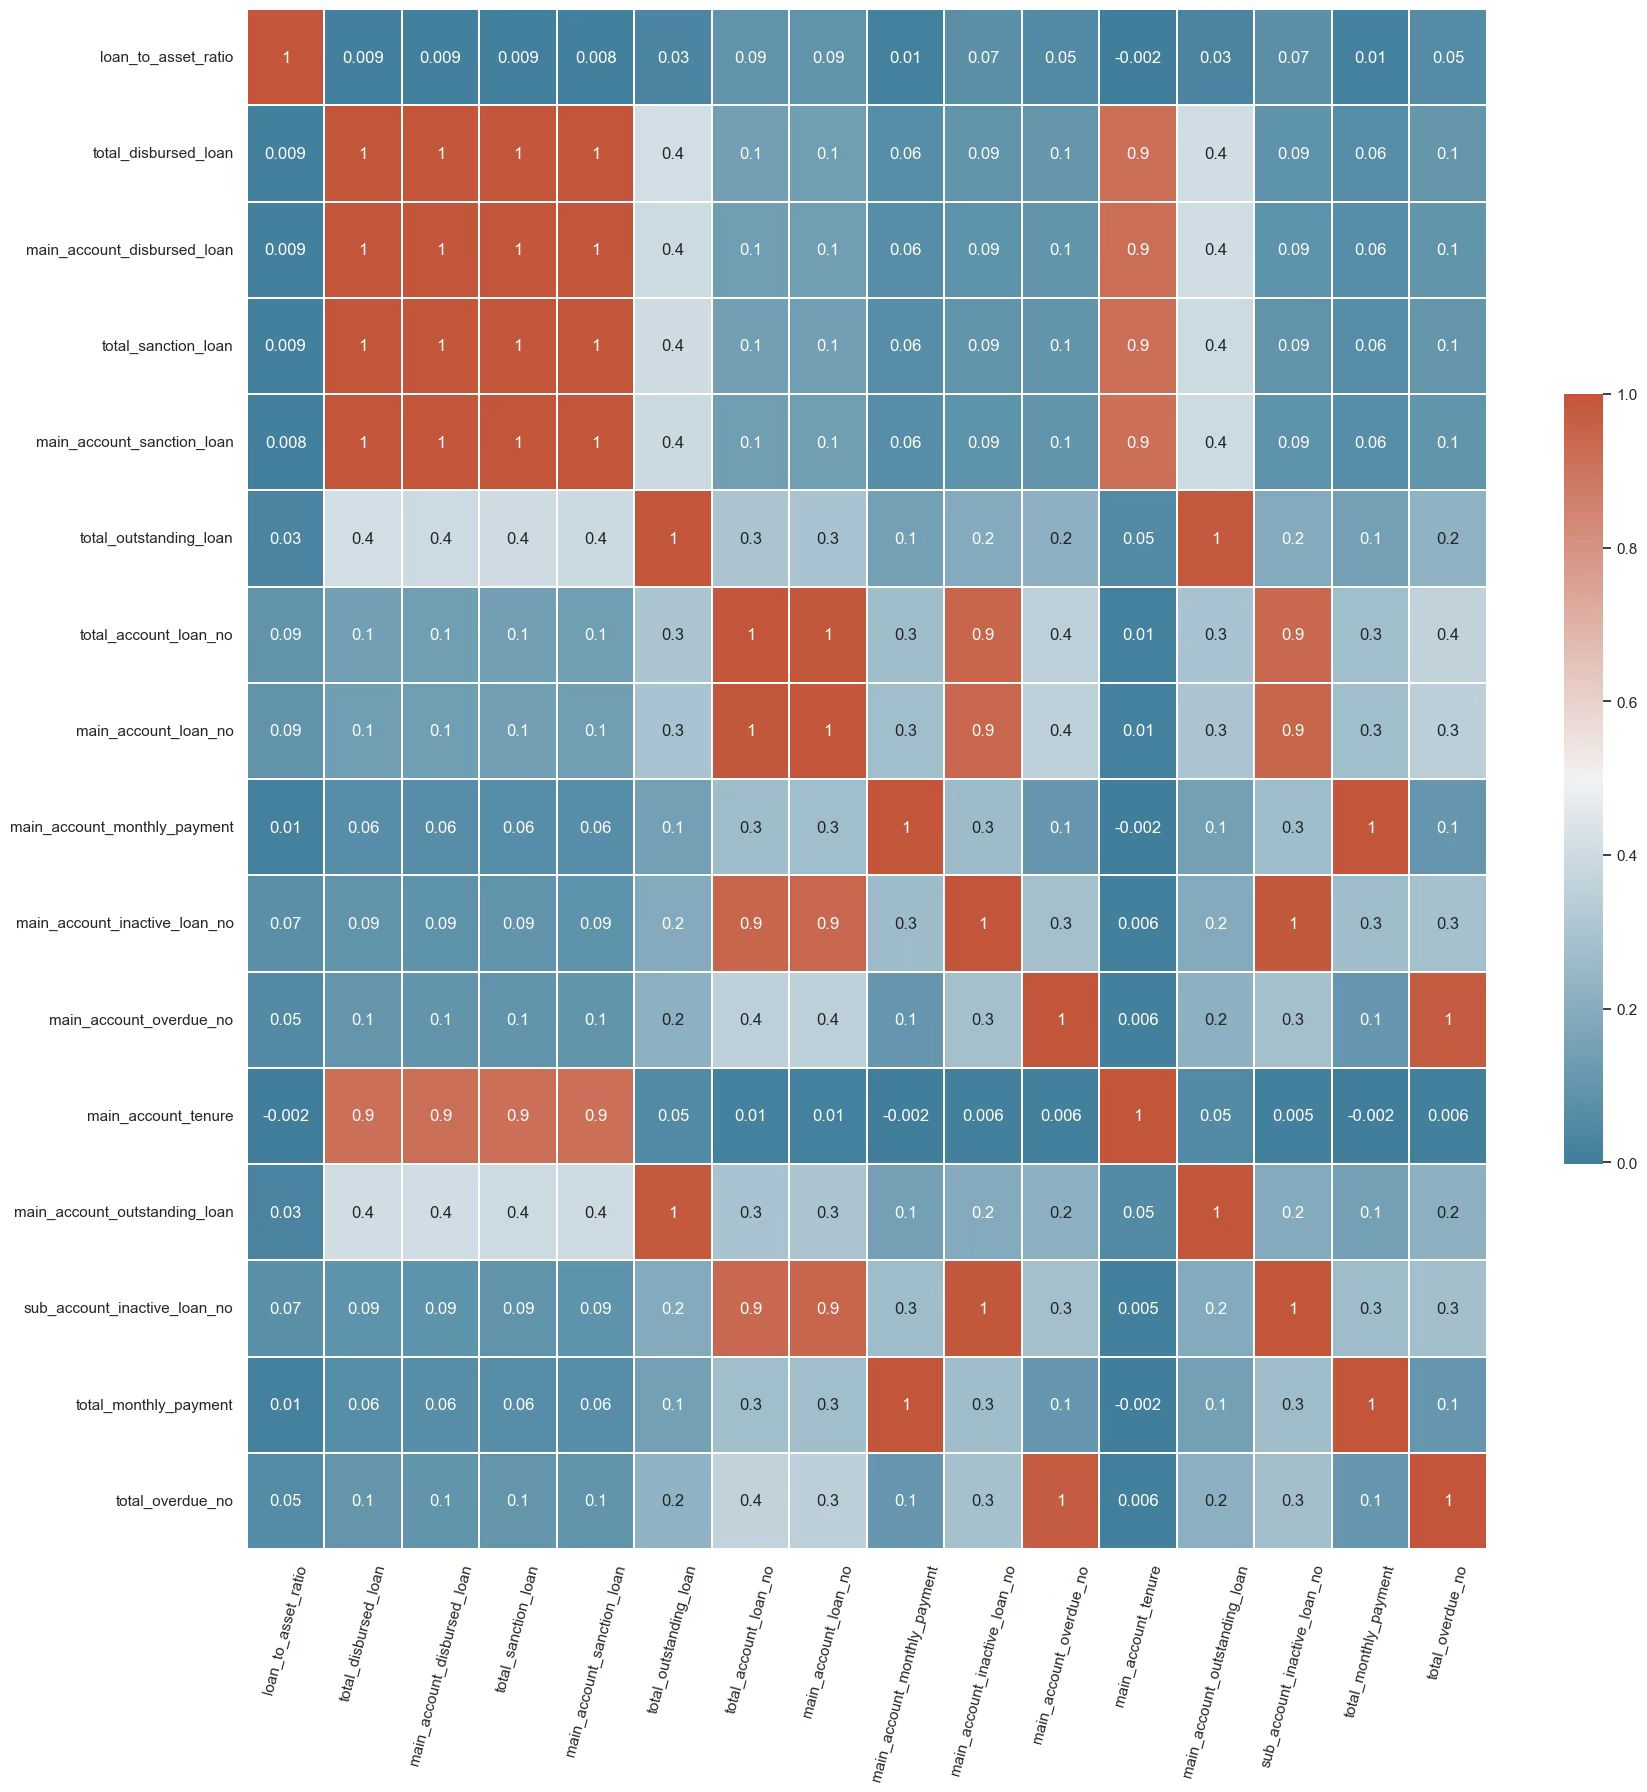 loan_to_asset_ratio 1 0.009 0.009 0.009 0.008 0.03 0.09 0.09 0.01 0.07 0.05 -0.002 0.03 0.07 0.01 0.05
total_disbursed_loan 0.009 1 1 1 1 0.4 0.1 0.1 0.06 0.09 0.1 0.9 0.4 0.09 0.06 0.1
main_account_disbursed_loan 0.009 1 1 1 1 0.4 0.1 0.1 0.06 0.09 0.1 0.9 0.4 0.09 0.06 0.1
total_sanction_loan 0.009 1 1 1 1 0.4 0.1 0.1 0.06 0.09 0.1 0.9 0.4 0.09 0.06 0.1
1.0
main_account_sanction_loan 0.008 1 1 1 1 0.4 0.1 0.1 0.06 0.09 0.1 0.9 0.4 0.09 0.06 0.1
total_outstanding_loan 0.03 0.4 0.4 0.4 0.4 1 0.3 0.3 0.1 0.2 0.2 0.05 1 0.2 0.1 0.2
0.8
total_account_loan_no 0.09 0.1 0.1 0.1 0.1 0.3 1 1 0.3 0.9 0.4 0.01 0.3 0.9 0.3 0.4
0.6
main_account_loan_no 0.09 0.1 0.1 0.1 0.1 0.3 1 1 0.3 0.9 0.4 0.01 0.3 0.9 0.3 0.3
main_account_monthly_payment 0.01 0.06 0.06 0.06 0.06 0.1 0.3 0.3 1 0.3 0.1 -0.002 0.1 0.3 1 0.1
0.4
main_account_inactive_loan_no 0.07 0.09 0.09 0.09 0.09 0.2 0.9 0.9 0.3 1 0.3 0.006 0.2 1 0.3 0.3
0.2
main_account_overdue_no 0.05 0.1 0.1 0.1 0.1 0.2 0.4 0.4 0.1 0.3 1 0.006 0.2 0.3 0.1 1
main_account_tenure -0.002 0.9 0.9 0.9 0.9 0.05 0.01 0.01 -0.002 0.006 0.006 1 0.05 0.005 -0.002 0.006
0.0
main_account_outstanding_loan 0.03 0.4 0.4 0.4 0.4 1 0.3 0.3 0.1 0.2 0.2 0.05 1 0.2 0.1 0.2
sub_account_inactive_loan_no 0.07 0.09 0.09 0.09 0.09 0.2 0.9 0.9 0.3 1 0.3 0.005 0.2 1 0.3 0.3
total_monthly_payment 0.01 0.06 0.06 0.06 0.06 0.1 0.3 0.3 1 0.3 0.1 -0.002 0.1 0.3 1 0.1
total_overdue_no 0.05 0.1 0.1 0.1 0.1 0.2 0.4 0.3 0.1 0.3 1 0.006 0.2 0.3 0.1 1
loan_to_asset_ratio
total_disbursed_loan
main_account_disbursed_loan
total_sanction_loan
main_account_sanction_loan
total_outstanding_loan
total_account_loan_no
main_account_loan_no
main_account_monthly_payment
main_account_inactive_loan_no
main_account_overdue_no
main_account_tenure
main_account_outstanding_loan
sub_account_inactive_loan_no
total_monthly_payment
total_overdue_no